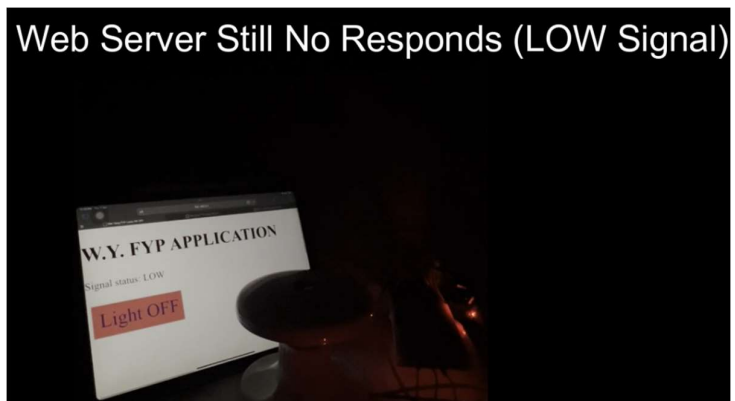 Web Server Still No Responds (LOW Signal)
W.Y. FYP APPLICATION
Signal status: LOW
Light OFF